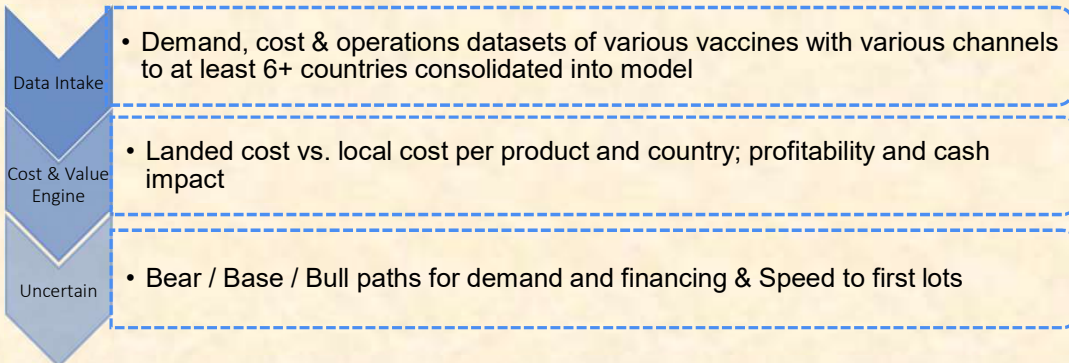 Data Intake
• Demand, cost & operations datasets of various vaccines with various channels
to at least 6+ countries consolidated into model
Cost & Value
Engine
• Landed cost vs. local cost per product and country; profitability and cash
impact
Uncertain
• Bear / Base / Bull paths for demand and financing & Speed to first lots